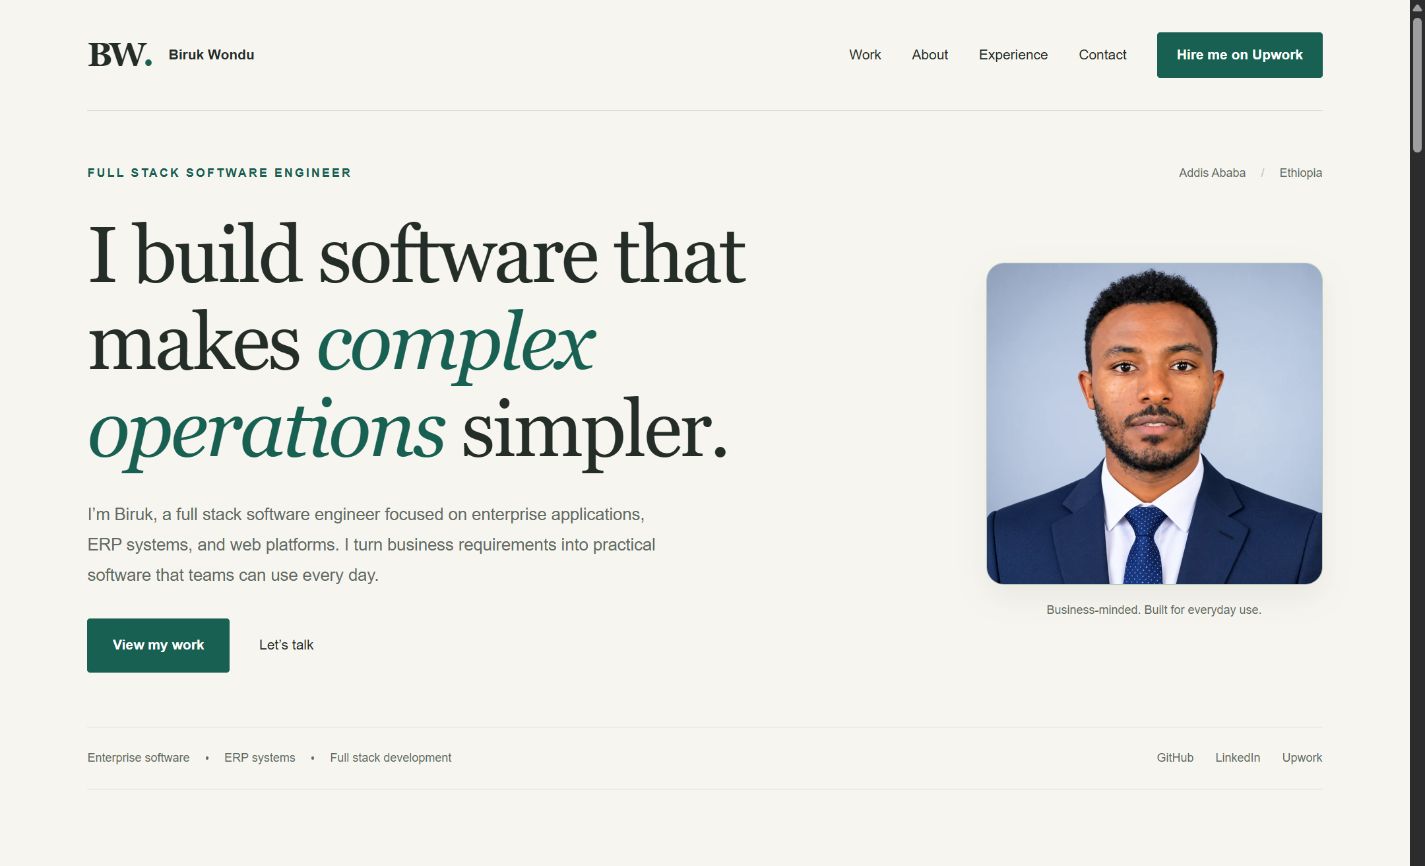 BW. Biruk Wondu
Work About Experience Contact Hire me on Upwork
FULL STACK SOFTWARE ENGINEER
Addis Ababa / Ethiopia
I build software that
makes complex
operations simpler.
I’m Biruk, a full stack software engineer focused on enterprise applications,
ERP systems, and web platforms. I turn business requirements into practical
software that teams can use every day.
View my work Let’s talk
Business-minded. Built for everyday use.
Enterprise software • ERP systems • Full stack development
GitHub LinkedIn Upwork